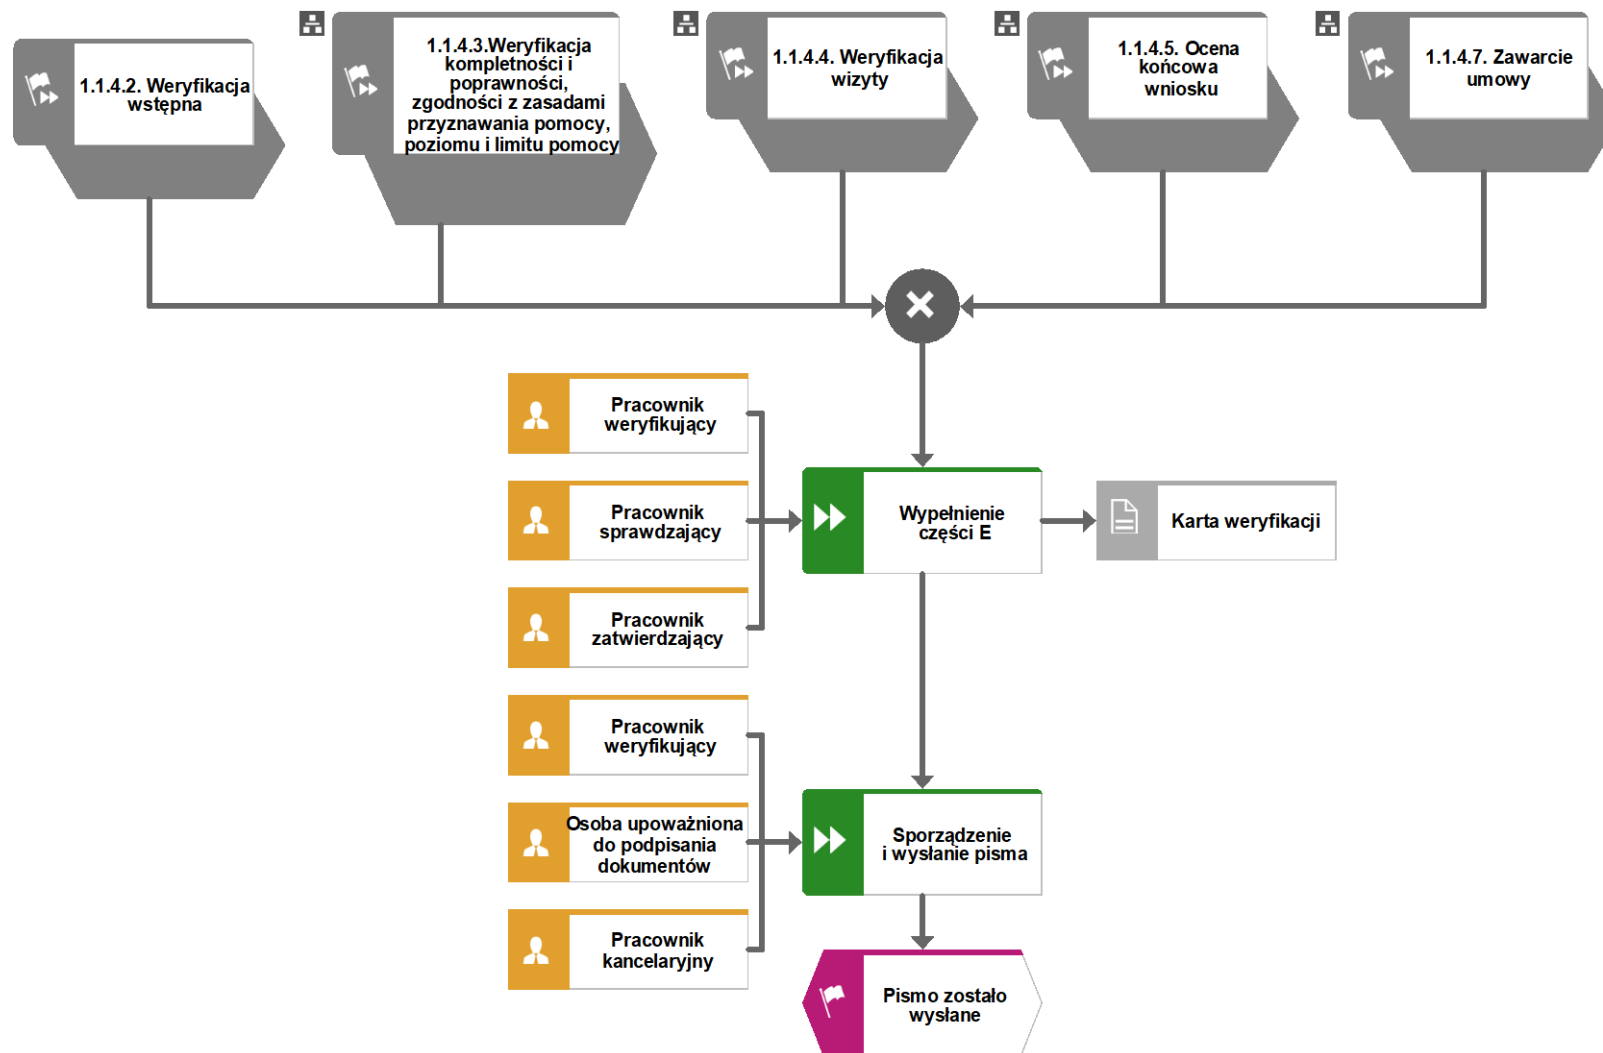 1.1.4.2. Weryfikacja
wstępna
1.1.4.3.Weryfikacja
kompletności i
poprawności,
zgodności z zasadami
przyznawania pomocy,
poziomu i limitu pomocy
1.1.4.4. Weryfikacja
wizyty
1.1.4.5. Ocena
końcowa
wniosku
1.1.4.7. Zawarcie
umowy
Pracownik
weryfikujący
Pracownik
sprawdzający
Pracownik
zatwierdzający
Wypełnienie
części E
Karta weryfikacji
Pracownik
weryfikujący
Osoba upoważniona
do podpisania
dokumentów
Pracownik
kancelaryjny
Sporządzenie
i wysłanie pisma
Pismo zostało
wysłane